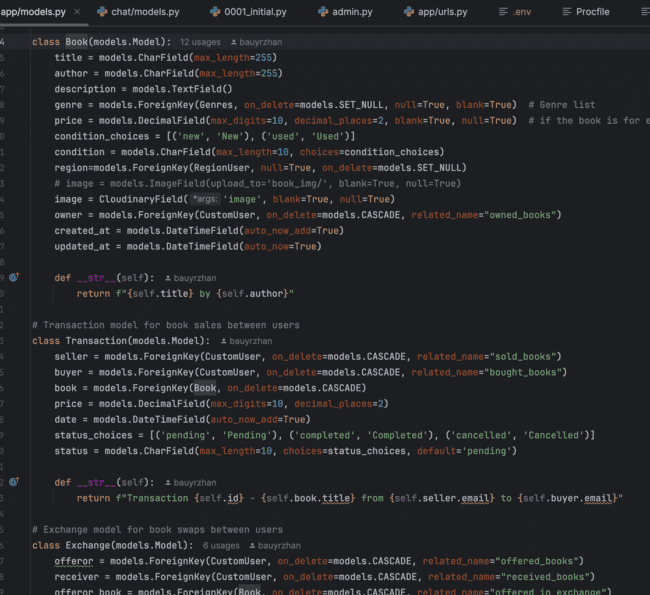 app/models.py × chat/models.py 0001_initial.py admin.py app/urls.py .env Procfile
class Book(models.Model): 12 usages bauyrzhan
title = models.CharField(max_length=255)
author = models.CharField(max_length=255)
description = models.TextField()
genre = models.ForeignKey(Genres, on_delete=models.SET_NULL, null=True, blank=True) # Genre list
price = models.DecimalField(max_digits=10, decimal_places=2, blank=True, null=True) # if the book is for e
condition_choices = [('new', 'New'), ('used', 'Used')]
condition = models.CharField(max_length=10, choices=condition_choices)
region=models.ForeignKey(RegionUser, null=True, on_delete=models.SET_NULL)
# image = models.ImageField(upload_to='book_img/', blank=True, null=True)
image = CloudinaryField( *args: 'image', blank=True, null=True)
owner = models.ForeignKey(CustomUser, on_delete=models.CASCADE, related_name="owned_books")
created_at = models.DateTimeField(auto_now_add=True)
updated_at = models.DateTimeField(auto_now=True)
def __str__(self): bauyrzhan
return f"{self.title} by {self.author}"
# Transaction model for book sales between users
class Transaction(models.Model): bauyrzhan
seller = models.ForeignKey(CustomUser, on_delete=models.CASCADE, related_name="sold_books")
buyer = models.ForeignKey(CustomUser, on_delete=models.CASCADE, related_name="bought_books")
book = models.ForeignKey(Book, on_delete=models.CASCADE)
price = models.DecimalField(max_digits=10, decimal_places=2)
date = models.DateTimeField(auto_now_add=True)
status_choices = [('pending', 'Pending'), ('completed', 'Completed'), ('cancelled', 'Cancelled')]
status = models.CharField(max_length=10, choices=status_choices, default='pending')
def __str__(self): bauyrzhan
return f"Transaction {self.id} - {self.book.title} from {self.seller.email} to {self.buyer.email}"
# Exchange model for book swaps between users
class Exchange(models.Model): 6 usages bauyrzhan
offeror = models.ForeignKey(CustomUser, on_delete=models.CASCADE, related_name="offered_books")
receiver = models.ForeignKey(CustomUser, on_delete=models.CASCADE, related_name="received_books")
offeror_book = models.ForeignKey(Book, on_delete=models.CASCADE, related_name="offered_in_exchange")